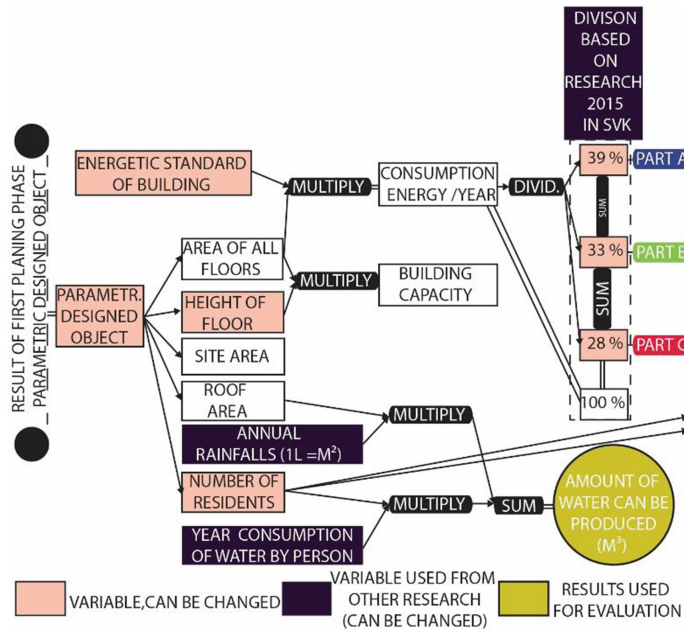 DIVISON
BASED
ON
RESEARCH
2015
IN SVK
RESULT OF FIRST PLANING PHASE
PARAMETRIC DESIGNED OBJECT
ENERGETIC STANDARD
OF BUILDING
MULTIPLY
CONSUMPTION
ENERGY /YEAR
DIVID.
39 %
PART A
SUM
AREA OF ALL
FLOORS
33 %
PART B
PARAMETR.
DESIGNED
OBJECT
HEIGHT OF
FLOOR
MULTIPLY
BUILDING
CAPACITY
SUM
28 %
PART C
SITE AREA
ROOF
AREA
100 %
ANNUAL
RAINFALLS (1L =M²)
MULTIPLY
NUMBER OF
RESIDENTS
MULTIPLY
SUM
AMOUNT OF
WATER CAN BE
PRODUCED
(M³)
YEAR CONSUMPTION
OF WATER BY PERSON
VARIABLE,CAN BE CHANGED
VARIABLE USED FROM
OTHER RESEARCH
(CAN BE CHANGED)
RESULTS USED
FOR EVALUATION